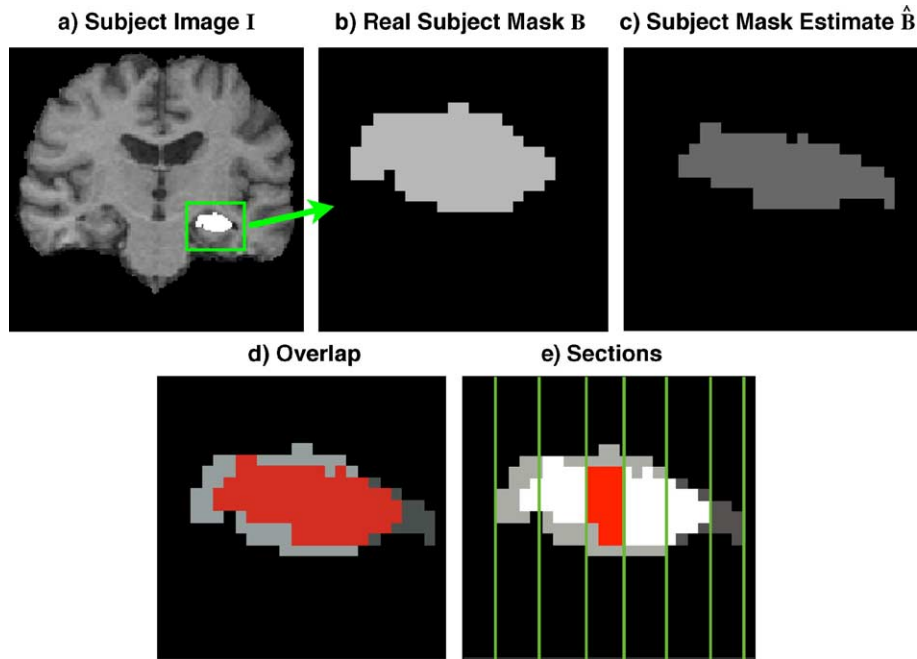 a) Subject Image I
b) Real Subject Mask B
c) Subject Mask Estimate B̂
d) Overlap
e) Sections